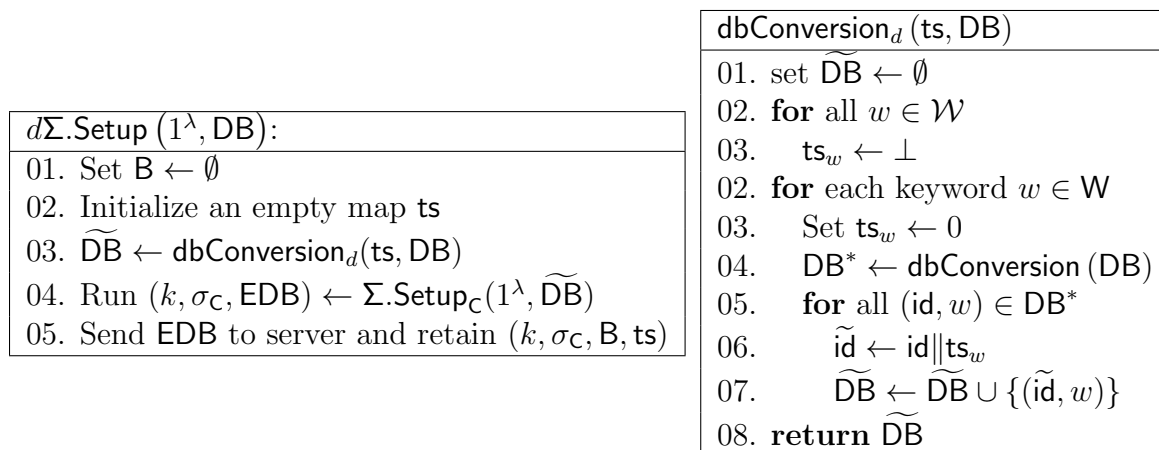 dΣ.Setup (1^λ, DB):
01. Set B ← ∅
02. Initialize an empty map ts
03. D͠B ← dbConversion_d(ts, DB)
04. Run (k, σ_C, EDB) ← Σ.Setup_C(1^λ, D͠B)
05. Send EDB to server and retain (k, σ_C, B, ts)
dbConversion_d (ts, DB)
01. set D͠B ← ∅
02. for all w ∈ 𝒲
03. ts_w ← ⊥
02. for each keyword w ∈ W
03. Set ts_w ← 0
04. DB* ← dbConversion (DB)
05. for all (id, w) ∈ DB*
06. i͠d ← id∥ts_w
07. D͠B ← D͠B ∪ {(i͠d, w)}
08. return D͠B